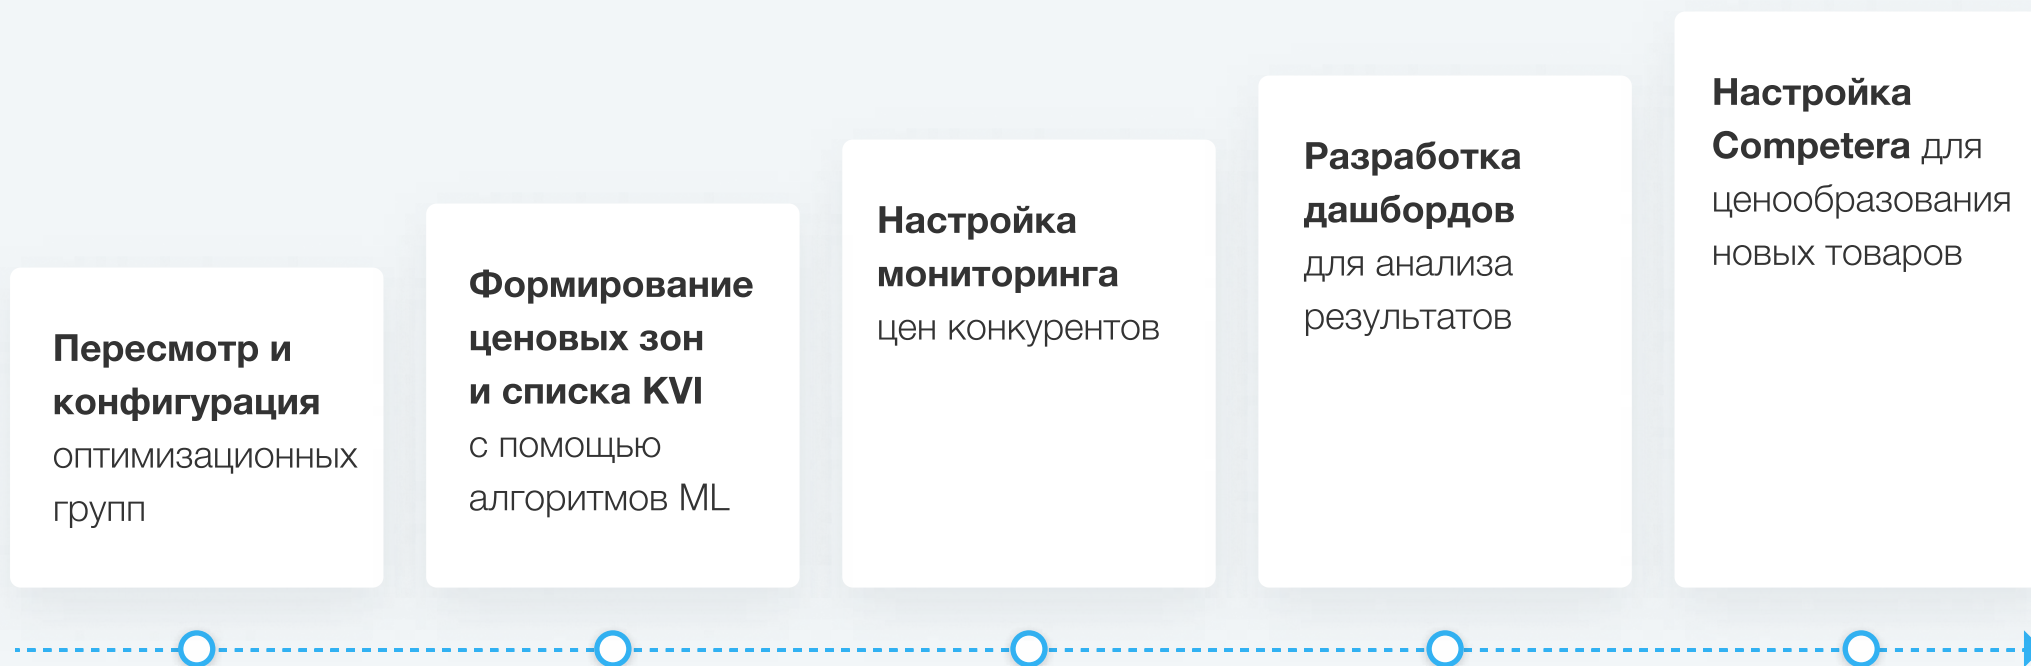 Пересмотр и
конфигурация
оптимизационных
групп
Формирование
ценовых зон
и списка KVI
с помощью
алгоритмов ML
Настройка
мониторинга
цен конкурентов
Разработка
дашбордов
для анализа
результатов
Настройка
Competera для
ценообразования
новых товаров